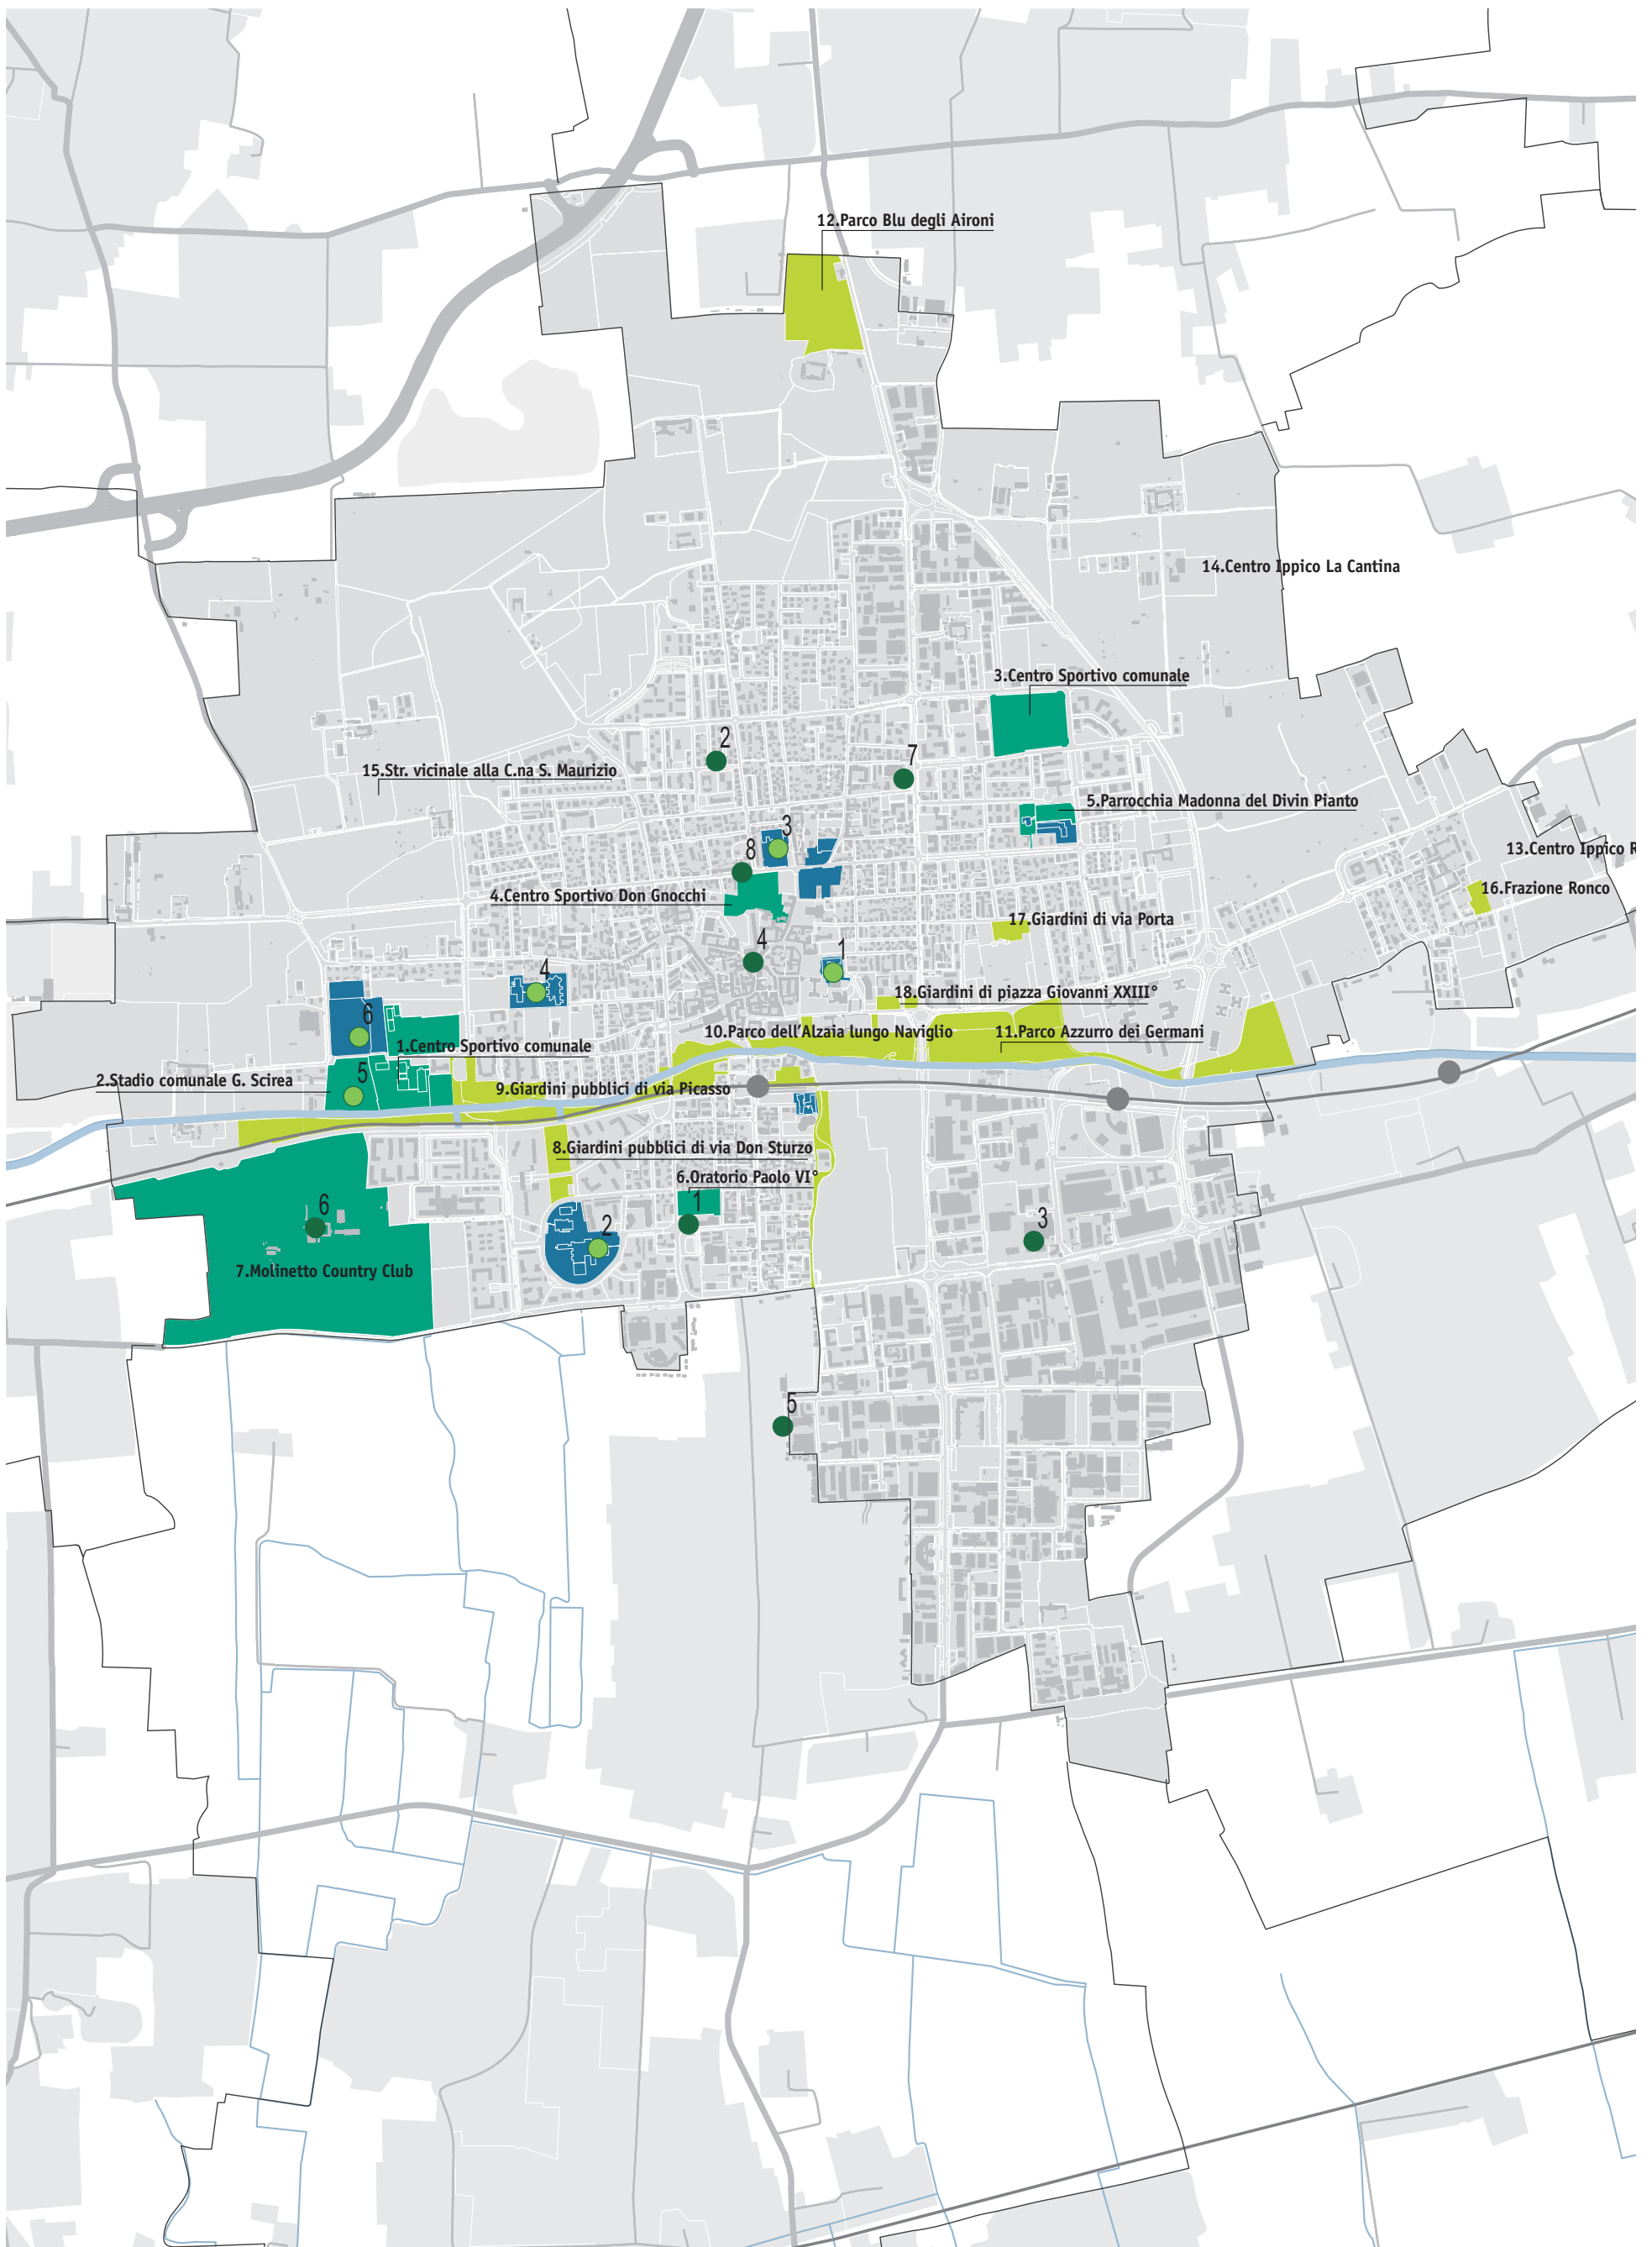 12.Parco Blu degli Aironi
14.Centro Ippico La Cantina
3.Centro Sportivo comunale
2
7
15.Str. vicinale alla C.na S. Maurizio
5.Parrocchia Madonna del Divin Pianto
3
8
13.Centro Ippico R
16.Frazione Ronco
4.Centro Sportivo Don Gnocchi
17.Giardini di via Porta
4
1
4
18.Giardini di piazza Giovanni XXIII°
6
10.Parco dell'Alzaia lungo Naviglio
11.Parco Azzurro dei Germani
1.Centro Sportivo comunale
5
2.Stadio comunale G. Scirea
9.Giardini pubblici di via Picasso
8.Giardini pubblici di via Don Sturzo
6.Oratorio Paolo VI°
1
6
2
3
7.Molinetto Country Club
5